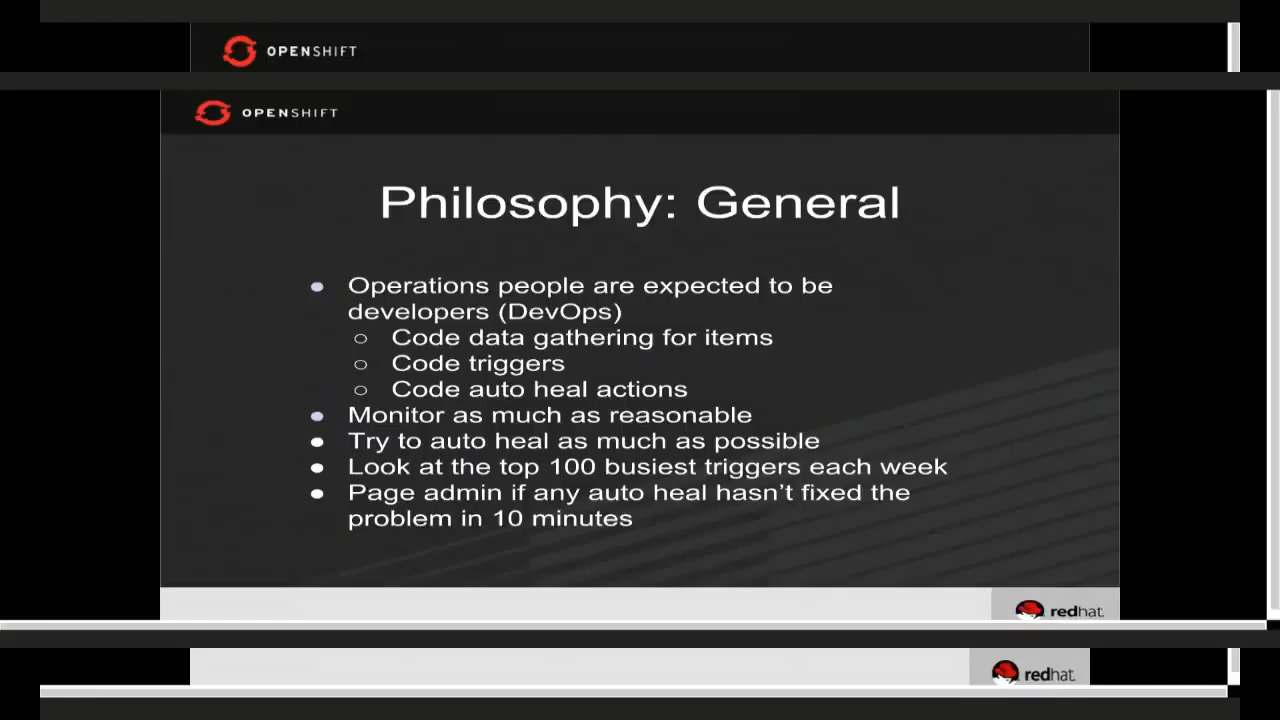 OPENSHIFT
OPENSHIFT
Philosophy: General
Operations people are expected to be
developers (DevOps)
Code data gathering for items
Code triggers
Code auto heal actions
Monitor as much as reasonable
Try to auto heal as much as possible
Look at the top 100 busiest triggers each week
Page admin if any auto heal hasn't fixed the
problem in 10 minutes
redhat.
redhat.